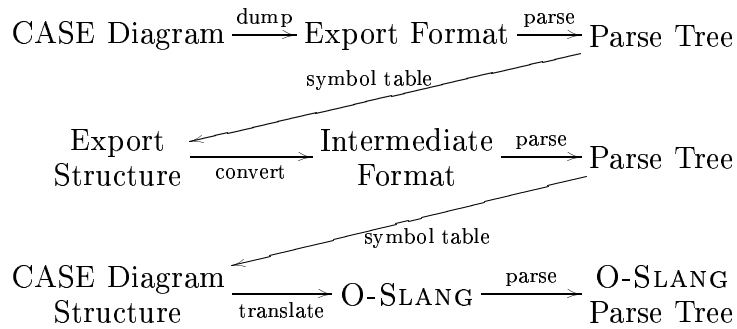 dump parse
CASE Diagram Export Format Parse Tree
symbol table
Export Intermediate parse
Structure convert Format Parse Tree
symbol table
CASE Diagram parse O-SLANG
Structure translate O-SLANG Parse Tree